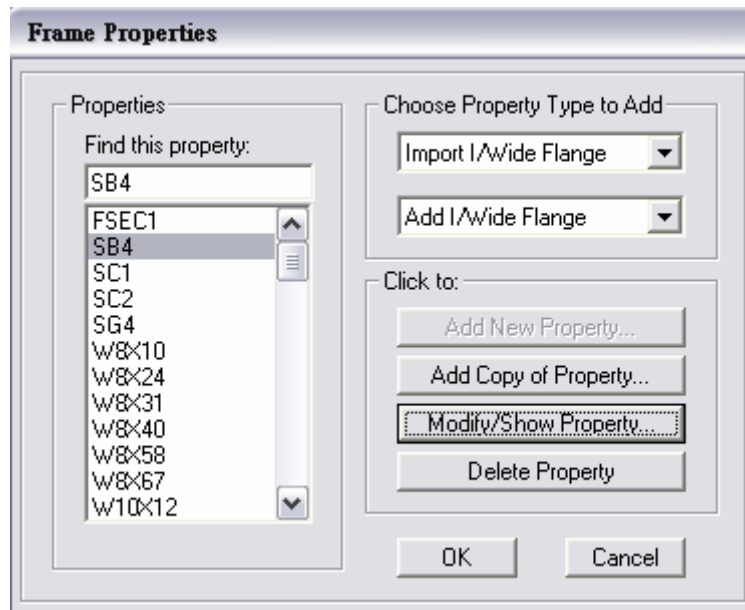 Frame Properties
Properties
Find this property:
SB4
FSEC1
SB4
SC1
SC2
SG4
W8X10
W8X24
W8X31
W8X40
W8X58
W8X67
W10X12
Choose Property Type to Add
Import I/Wide Flange
Add I/Wide Flange
Click to:
Add New Property...
Add Copy of Property...
Modify/Show Property...
Delete Property
OK
Cancel